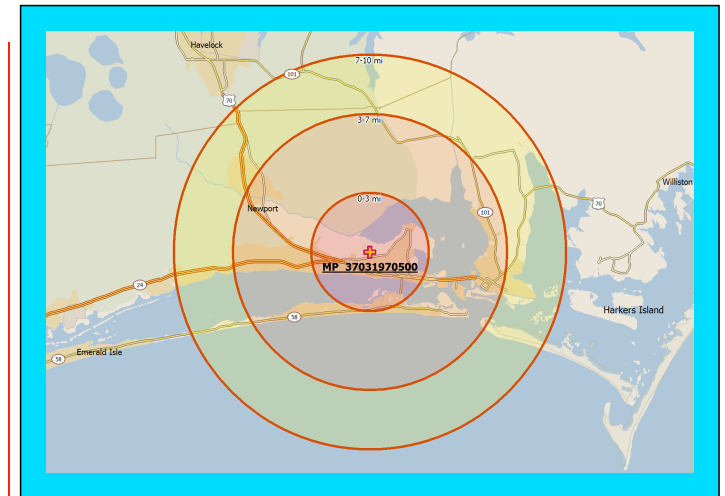 Havelock
7-10 mi
101
70
3-7 mi
Williston
0-3 mi
70
Newport
101
MP 37031970500
24
Harkers Island
58
Emerald Isle
58